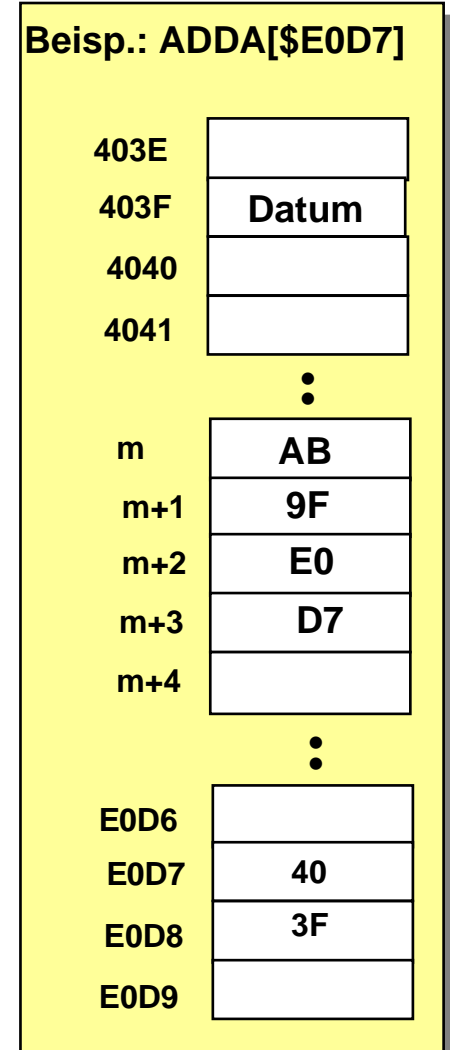 Beisp.: ADDA[$E0D7]
403E
403F Datum
4040
4041
m AB
m+1 9F
m+2 E0
m+3 D7
m+4
E0D6
E0D7 40
E0D8 3F
E0D9